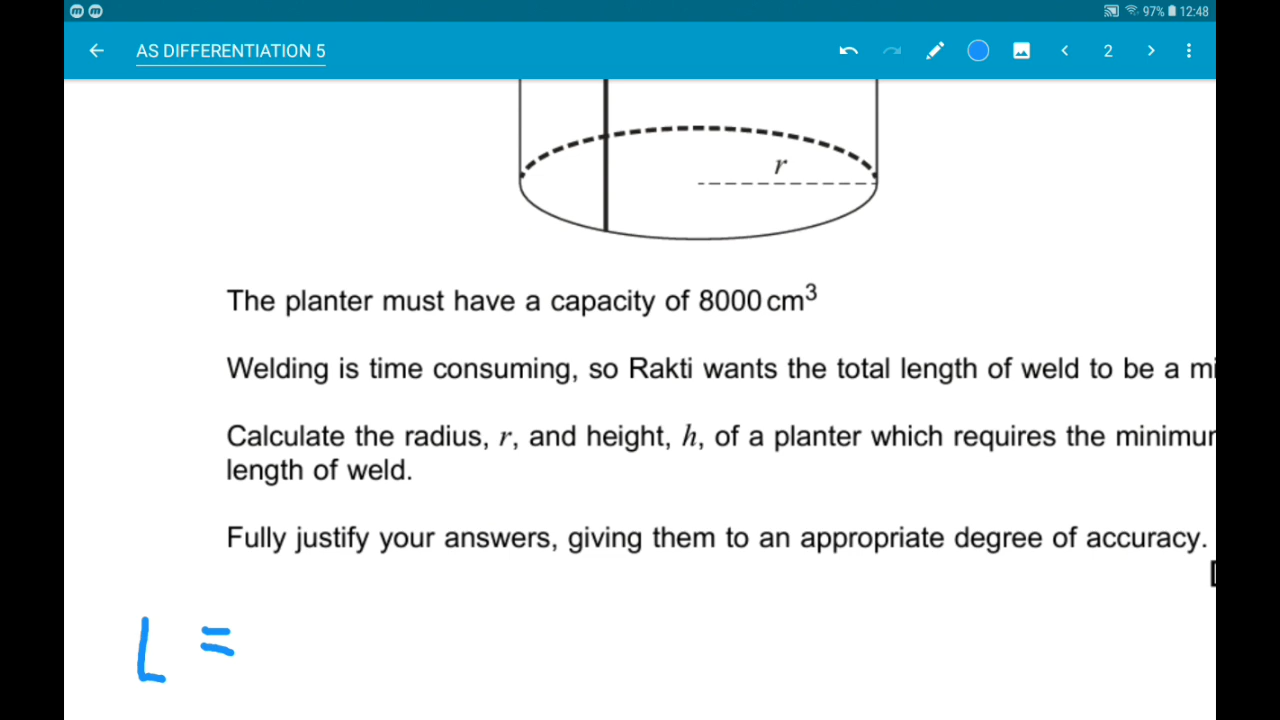 97% 12:48
AS DIFFERENTIATION 5
2
r
The planter must have a capacity of 8000 cm³
Welding is time consuming, so Rakti wants the total length of weld to be a mi
Calculate the radius, r, and height, h, of a planter which requires the minimu
length of weld.
Fully justify your answers, giving them to an appropriate degree of accuracy.
L =